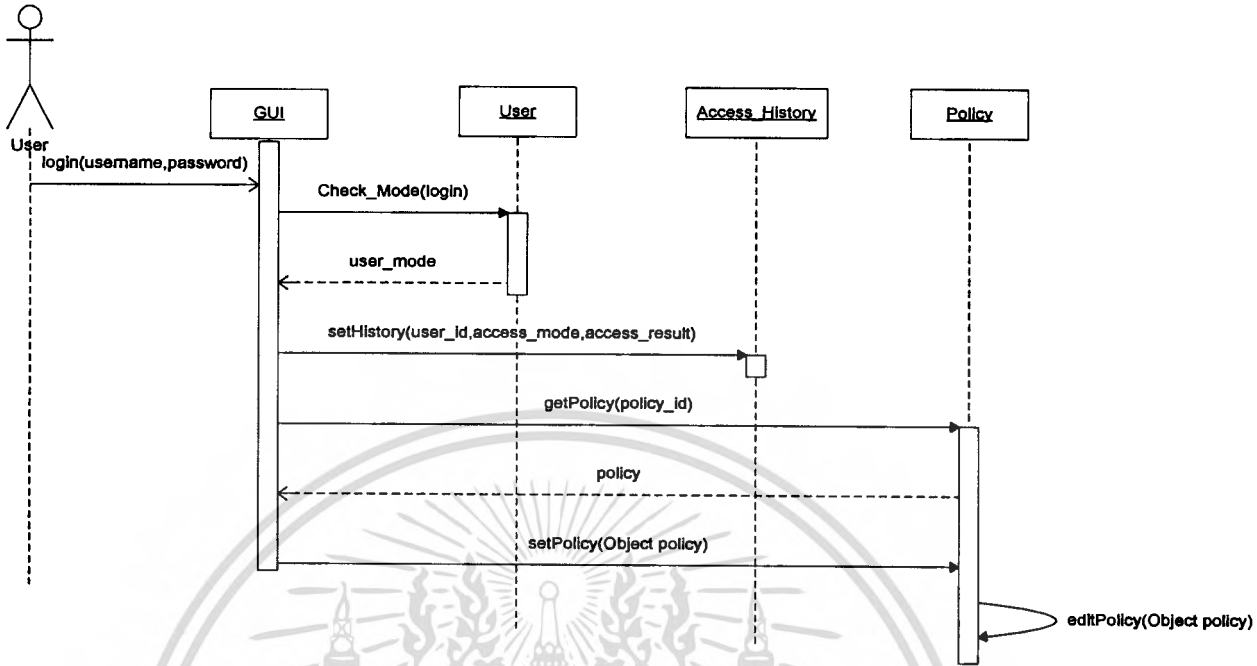 User
GUI
User
Access_History
Policy
login(username,password)
Check_Mode(login)
user_mode
setHistory(user_id,access_mode,access_result)
getPolicy(policy_id)
policy
setPolicy(Object policy)
editPolicy(Object policy)